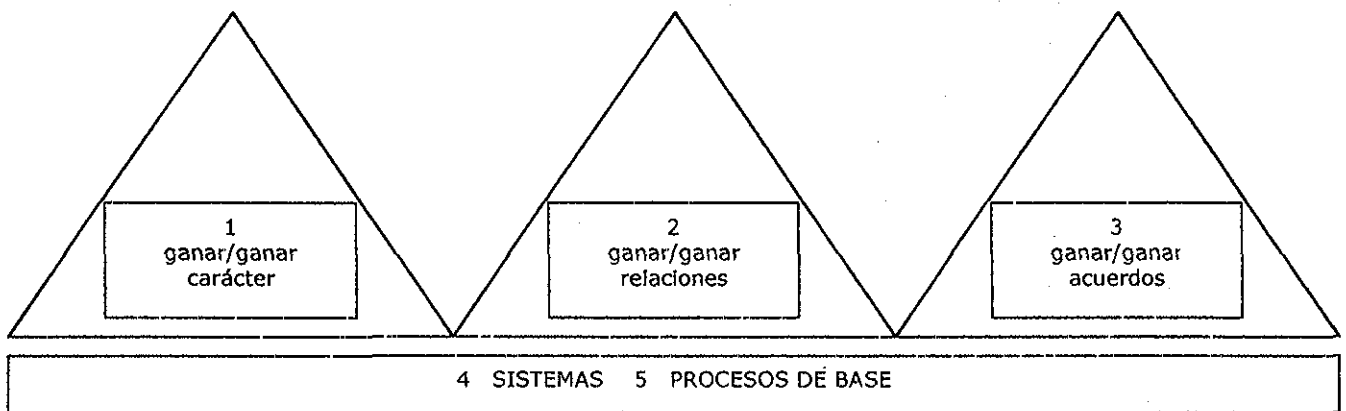 1
ganar/ganar
carácter
2
ganar/ganar
relaciones
3
ganar/ganar
acuerdos
4 SISTEMAS 5 PROCESOS DE BASE